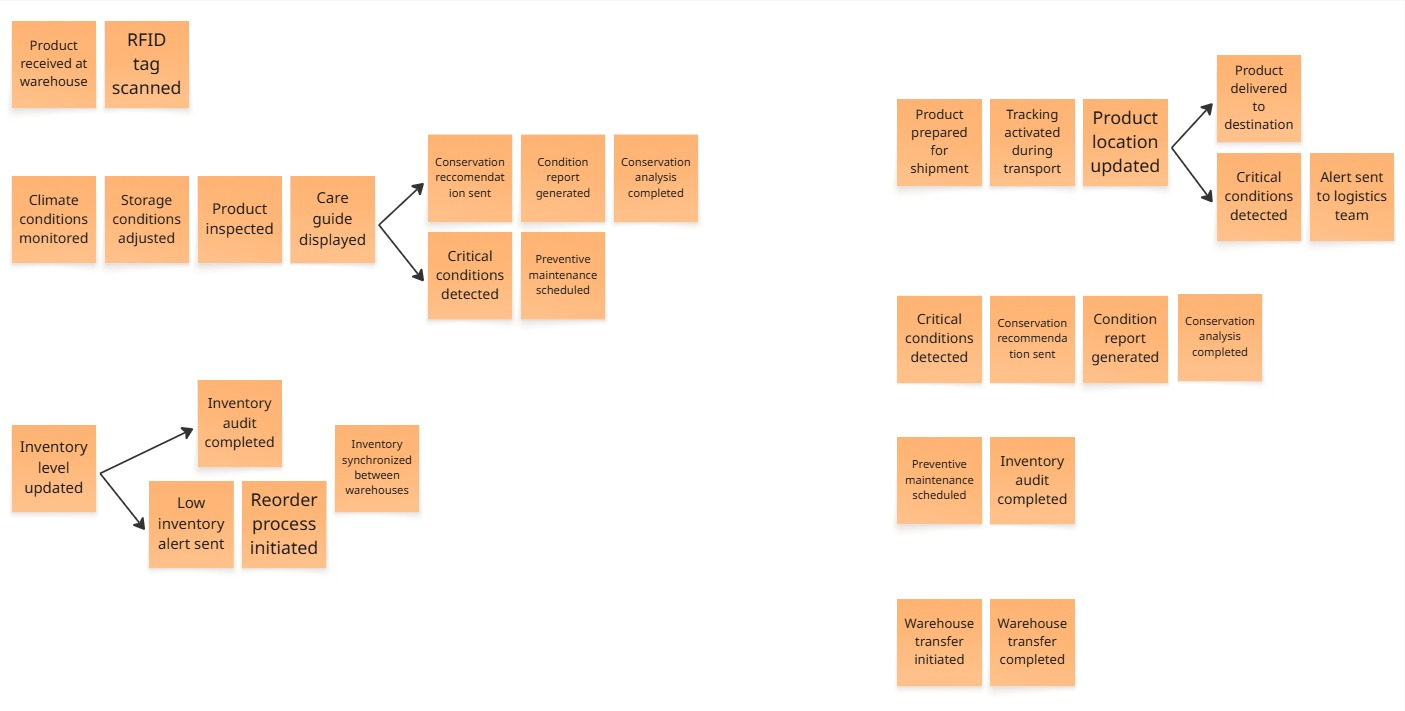 Product
received at
warehouse
RFID
tag
scanned
Climate
conditions
monitored
Storage
conditions
adjusted
Product
inspected
Care
guide
displayed
Conservation
reccomendat
ion sent
Condition
report
generated
Conservation
analysis
completed
Critical
conditions
detected
Preventive
maintenance
scheduled
Inventory
level
updated
Inventory
audit
completed
Low
inventory
alert sent
Reorder
process
initiated
Inventory
synchronized
between
warehouses
Product
prepared
for
shipment
Tracking
activated
during
transport
Product
location
updated
Product
delivered
to
destination
Critical
conditions
detected
Alert sent
to logistics
team
Critical
conditions
detected
Conservation
recommenda
tion sent
Condition
report
generated
Conservation
analysis
completed
Preventive
maintenance
scheduled
Inventory
audit
completed
Warehouse
transfer
initiated
Warehouse
transfer
completed